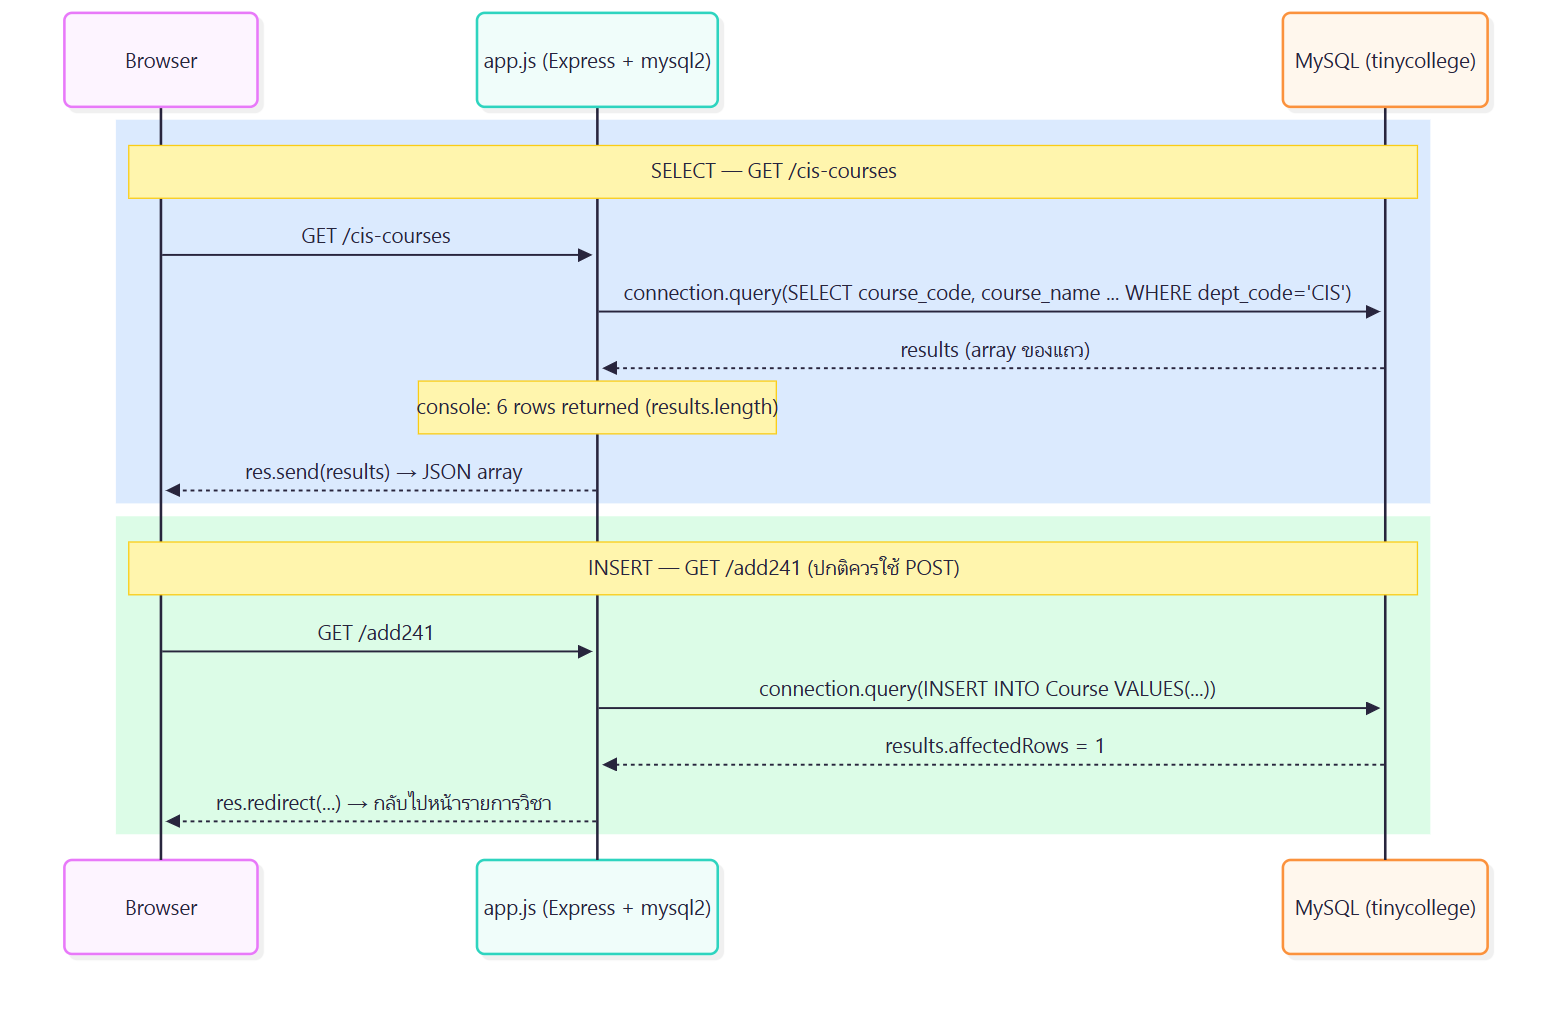 Browser
app.js (Express + mysql2)
MySQL (tinycollege)
SELECT — GET /cis-courses
GET /cis-courses
connection.query(SELECT course_code, course_name ... WHERE dept_code='CIS')
results (array ของแถว)
console: 6 rows returned (results.length)
res.send(results) → JSON array
INSERT — GET /add241 (ปกติควรใช้ POST)
GET /add241
connection.query(INSERT INTO Course VALUES(...))
results.affectedRows = 1
res.redirect(...) → กลับไปหน้ารายการวิชา
Browser
app.js (Express + mysql2)
MySQL (tinycollege)